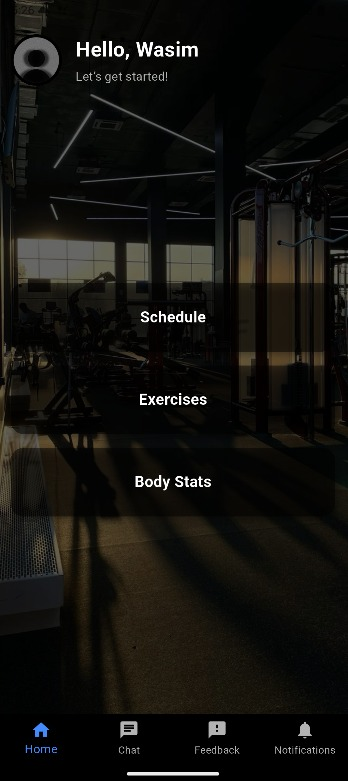 Hello, Wasim
Let's get started!
Schedule
Exercises
Body Stats
Home
Chat
Feedback
Notifications